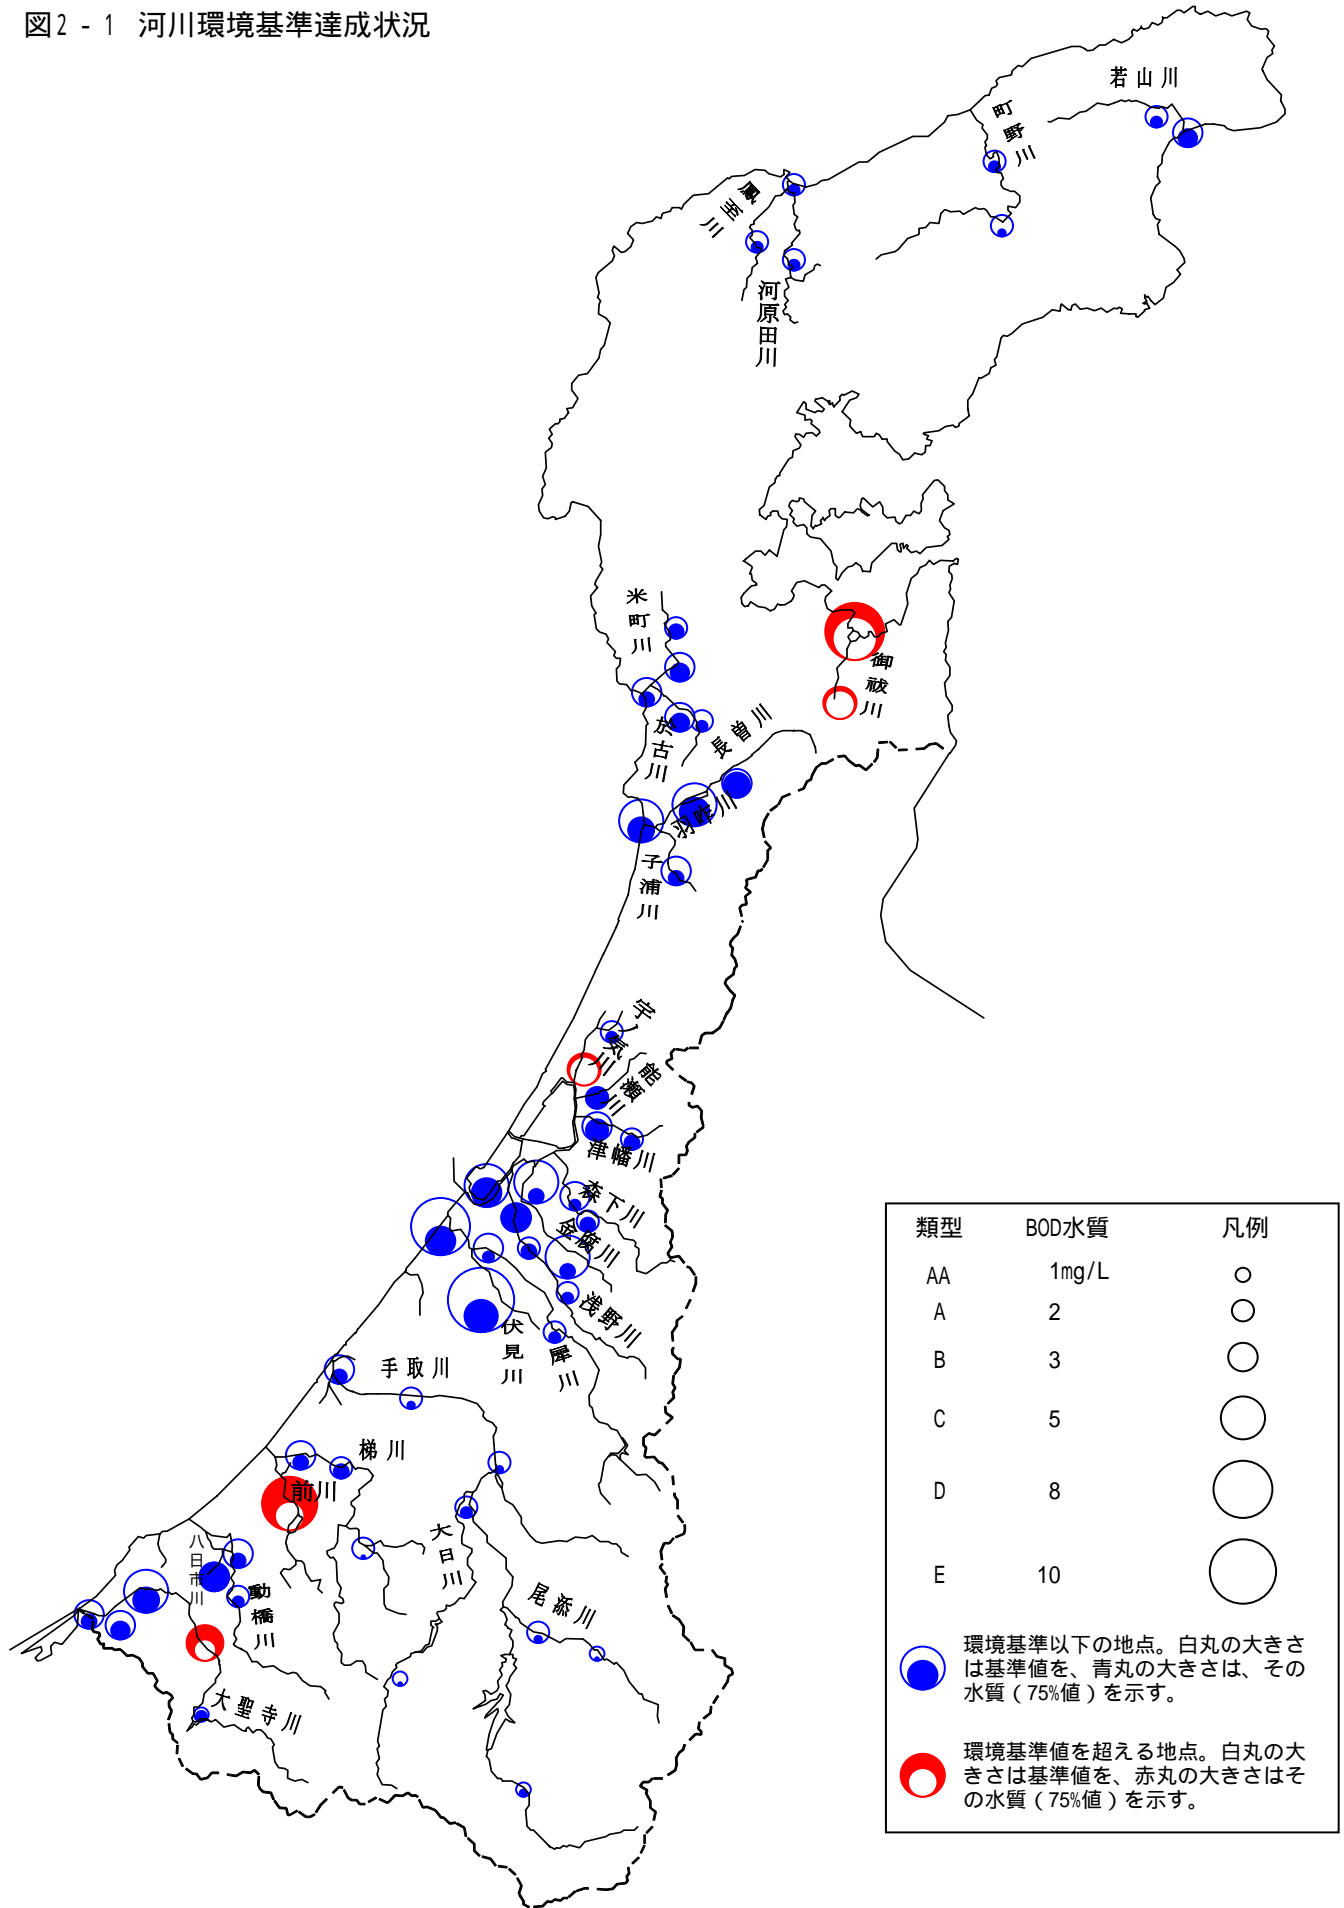 図2 - 1 河川環境基準達成状況
若山川
町野川
鳳至川
河原田川
米町川
御祓川
於古川
長曽川
羽咋川
子浦川
宇ノ気川
能瀬川
津幡川
森下川
金腐川
浅野川
伏見川
犀川
手取川
梯川
前川
八日市川
動橋川
大日川
尾添川
大聖寺川
類型 BOD水質 凡例
AA 1mg/L
A 2
B 3
C 5
D 8
E 10
環境基準以下の地点。白丸の大きさ
は基準値を、青丸の大きさは、その
水質（75%値）を示す。
環境基準値を超える地点。白丸の大
きさは基準値を、赤丸の大きさはそ
の水質（75%値）を示す。